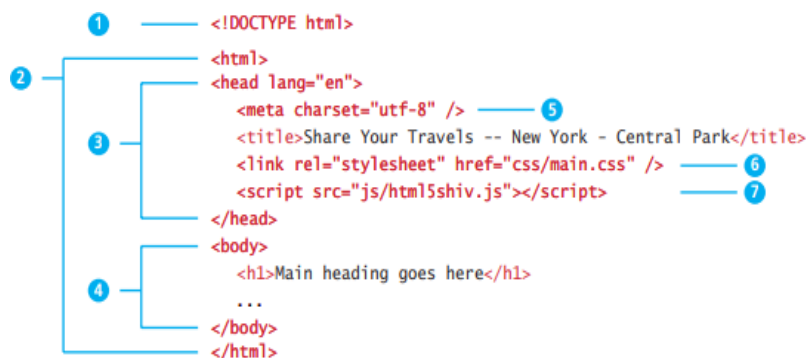 1 <!DOCTYPE html>
2 <html>
<head lang="en">
<meta charset="utf-8" /> 5
3 <title>Share Your Travels -- New York - Central Park</title>
<link rel="stylesheet" href="css/main.css" /> 6
<script src="js/html5shiv.js"></script> 7
</head>
<body>
<h1>Main heading goes here</h1>
4 ...
</body>
</html>